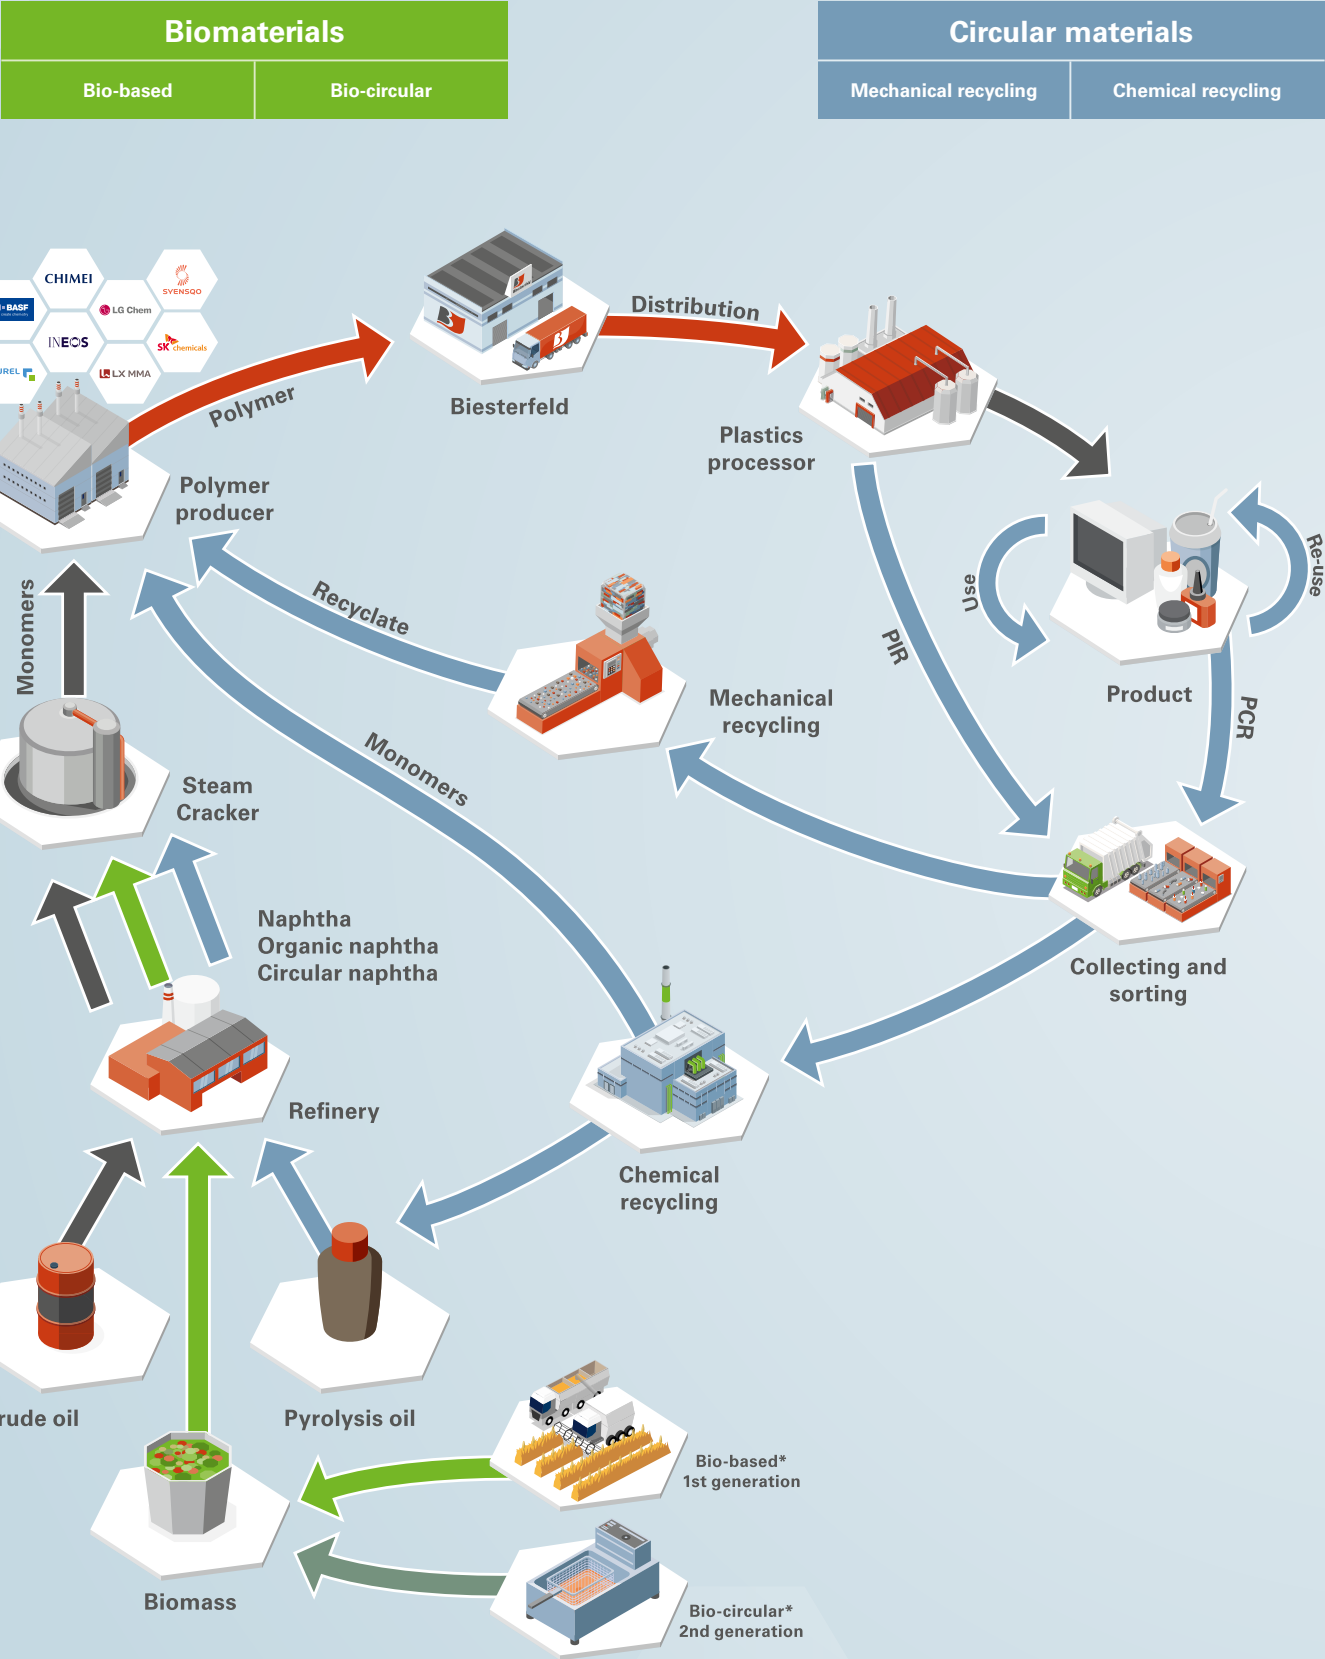 Biomaterials
Bio-based
Bio-circular
Circular materials
Mechanical recycling
Chemical recycling
CHIMEI
SYENSQO
BASF
LG Chem
INEOS
SK chemicals
LX MMA
Distribution
Polymer
Biesterfeld
Plastics
processor
Polymer
producer
Use
Re-use
Monomers
Recyclate
PIR
Product
PCR
Mechanical
recycling
Monomers
Steam
Cracker
Naphtha
Organic naphtha
Circular naphtha
Collecting and
sorting
Refinery
Chemical
recycling
rude oil
Pyrolysis oil
Bio-based*
1st generation
Biomass
Bio-circular*
2nd generation